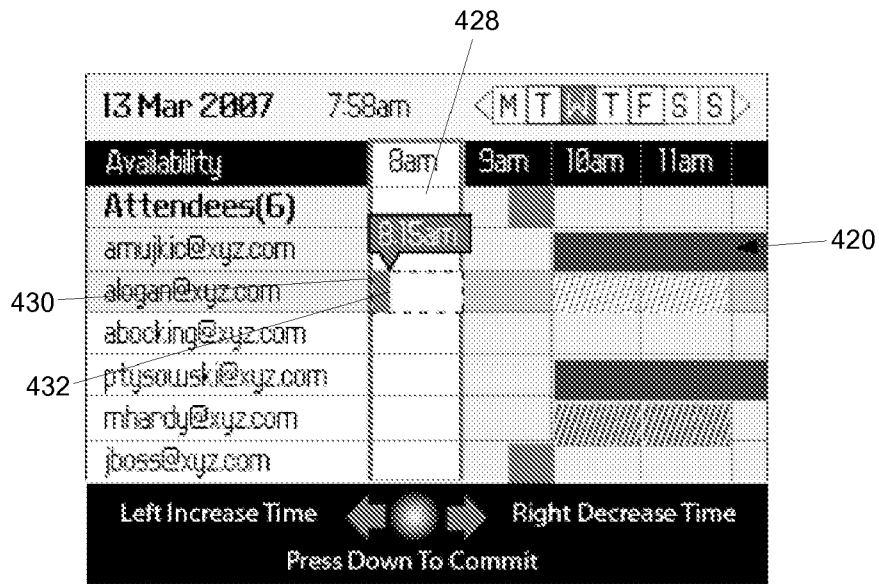 428
13 Mar 2007 7:58am M T W T F S S
Availability 8am 9am 10am 11am
Attendees(6)
8:15am
amujkic@xyz.com
420
alogan@xyz.com
430
abocking@xyz.com
432
ptysowski@xyz.com
mhardy@xyz.com
jboss@xyz.com
Left Increase Time Right Decrease Time
Press Down To Commit